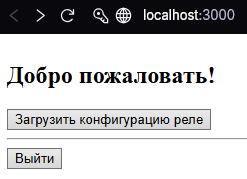 localhost:3000
Добро пожаловать!
Загрузить конфигурацию реле
Выйти